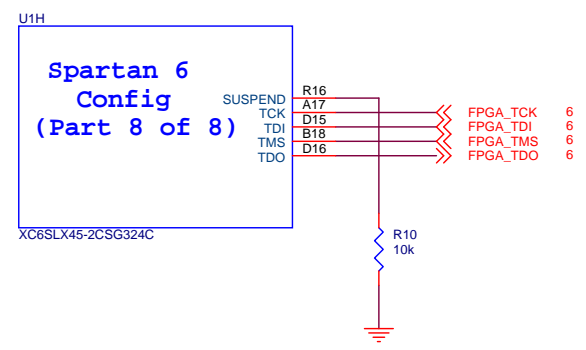 U1H
Spartan 6
Config
(Part 8 of 8)
SUSPEND R16
TCK A17 FPGA_TCK 6
TDI D15 FPGA_TDI 6
TMS B18 FPGA_TMS 6
TDO D16 FPGA_TDO 6
XC6SLX45-2CSG324C
R10
10k